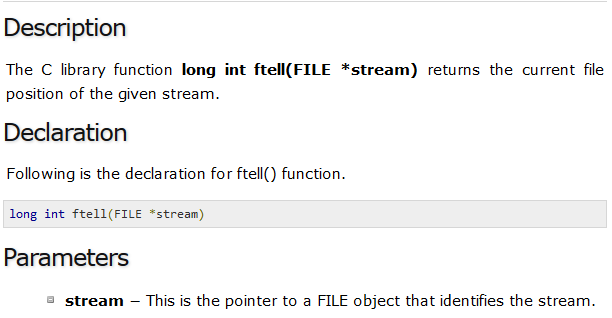 Description
The C library function long int ftell(FILE *stream) returns the current file
position of the given stream.
Declaration
Following is the declaration for ftell() function.
long int ftell(FILE *stream)
Parameters
stream − This is the pointer to a FILE object that identifies the stream.